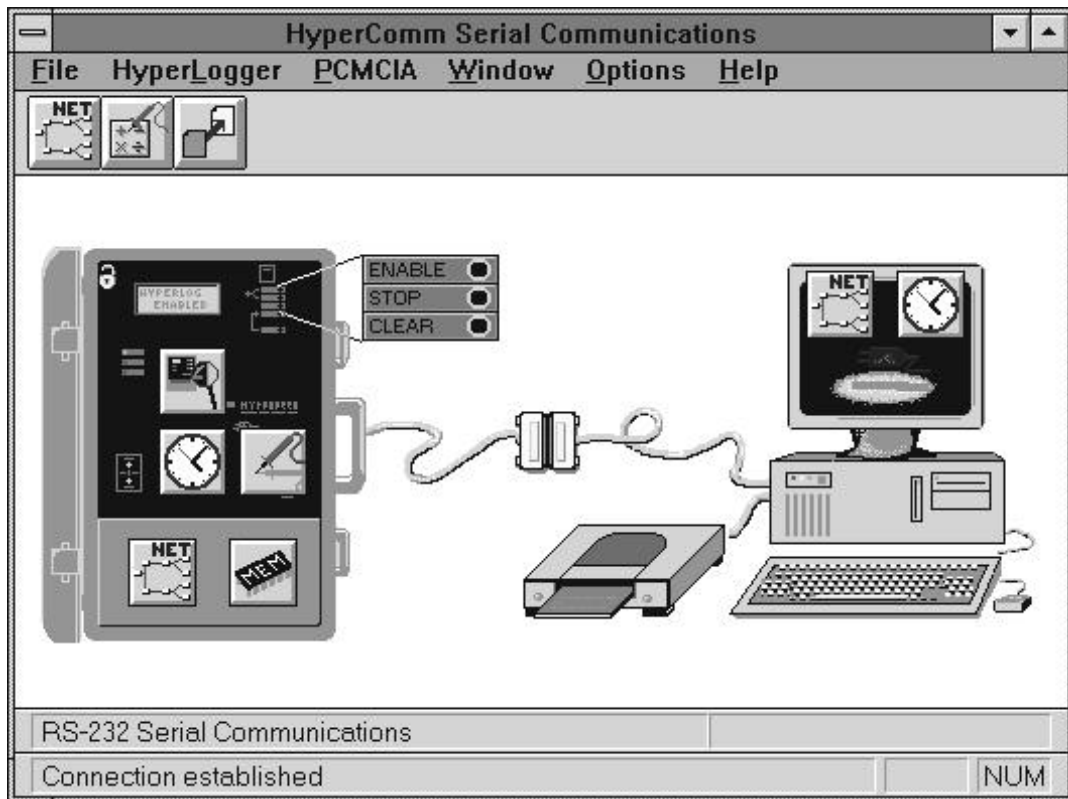 HyperComm Serial Communications
File HyperLogger PCMCIA Window Options Help
NET
HYPERLOG
ENABLED
ENABLE
STOP
CLEAR
NET
NET
MEM
RS-232 Serial Communications
Connection established
NUM